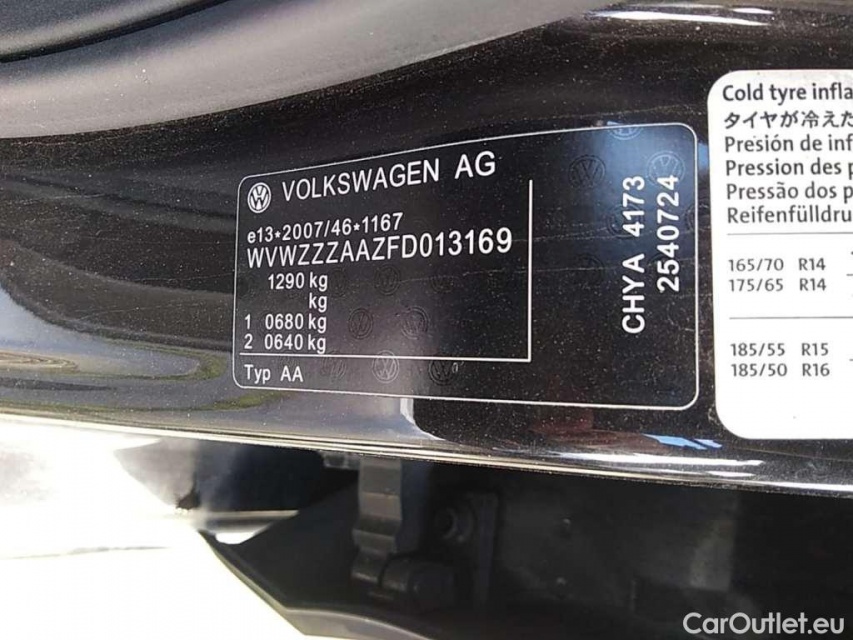 VOLKSWAGEN AG
e13*2007/46*1167
WVWZZZAAZFD013169
1290 kg
kg
1 0680 kg
2 0640 kg
Typ AA
CHYA 4173
2540724
Cold tyre infla
タイヤが冷えた
Presión de inf
Pression des p
Pressão dos p
Reifenfülldru
165/70 R14
175/65 R14
185/55 R15
185/50 R16
CarOutlet.eu